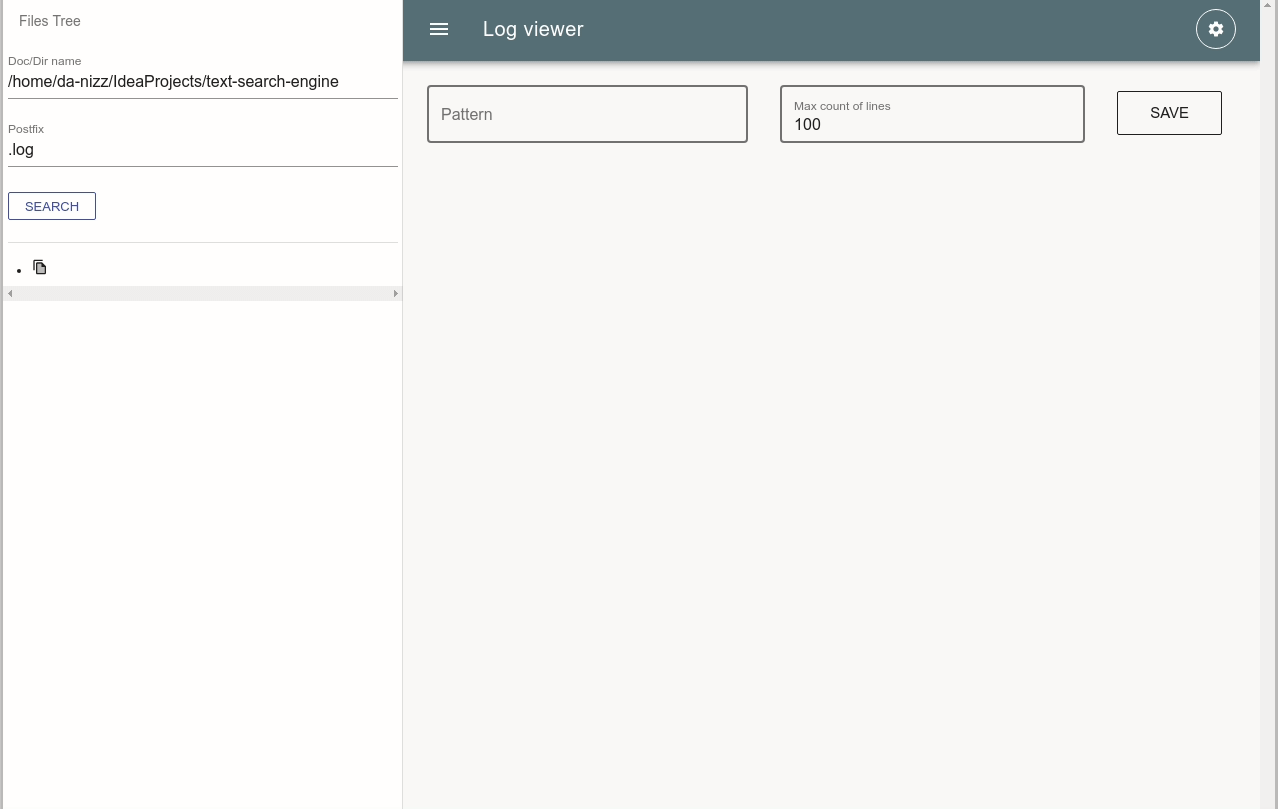 Files Tree
Doc/Dir name
/home/da-nizz/IdeaProjects/text-search-engine
Postfix
.log
SEARCH
Log viewer
Pattern
Max count of lines
100
SAVE